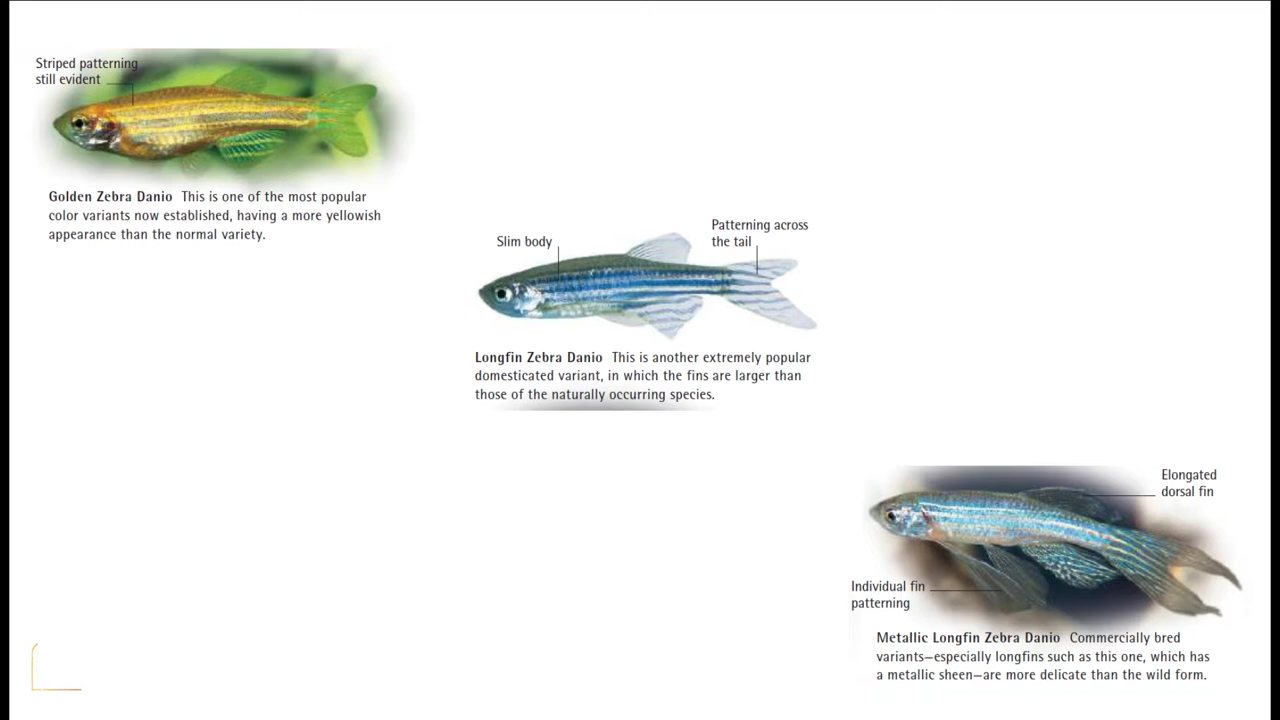 Striped patterning
still evident
Golden Zebra Danio This is one of the most popular
color variants now established, having a more yellowish
appearance than the normal variety.
Slim body
Patterning across
the tail
Longfin Zebra Danio This is another extremely popular
domesticated variant, in which the fins are larger than
those of the naturally occurring species.
Elongated
dorsal fin
Individual fin
patterning
Metallic Longfin Zebra Danio Commercially bred
variants—especially longfins such as this one, which has
a metallic sheen—are more delicate than the wild form.